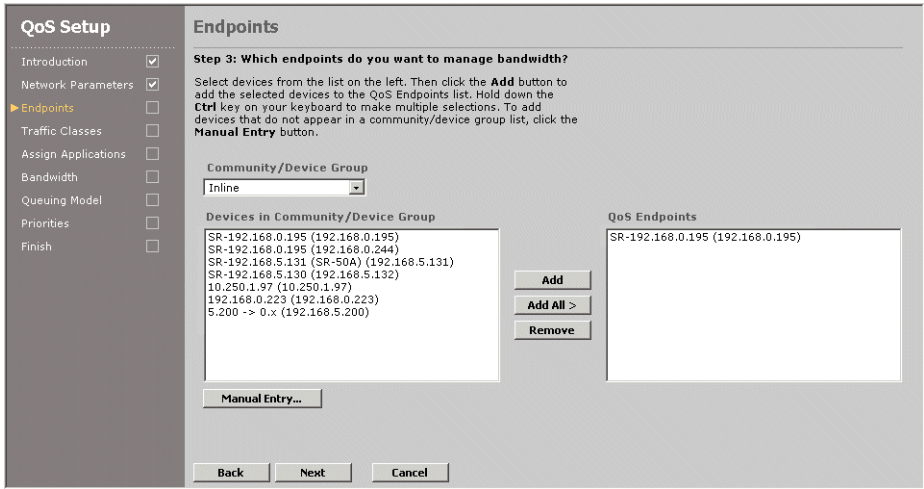 QoS Setup
Introduction
Network Parameters
Endpoints
Traffic Classes
Assign Applications
Bandwidth
Queuing Model
Priorities
Finish
Endpoints
Step 3: Which endpoints do you want to manage bandwidth?
Select devices from the list on the left. Then click the Add button to
add the selected devices to the QoS Endpoints list. Hold down the
Ctrl key on your keyboard to make multiple selections. To add
devices that do not appear in a community/device group list, click the
Manual Entry button.
Community/Device Group
Inline
Devices in Community/Device Group
SR-192.168.0.195 (192.168.0.195)
SR-192.168.0.195 (192.168.0.244)
SR-192.168.5.131 (SR-50A) (192.168.5.131)
SR-192.168.5.130 (192.168.5.132)
10.250.1.97 (10.250.1.97)
192.168.0.223 (192.168.0.223)
5.200 -> 0.x (192.168.5.200)
Add
Add All >
Remove
QoS Endpoints
SR-192.168.0.195 (192.168.0.195)
Manual Entry...
Back
Next
Cancel